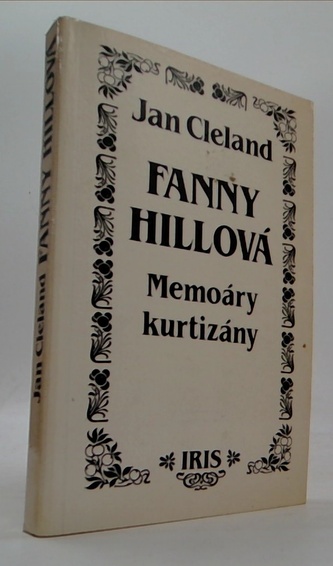 Jan Cleland
FANNY
HILLOVÁ
Memoáry
kurtizány
IRIS
Jan Cleland FANNY HILLOVÁ